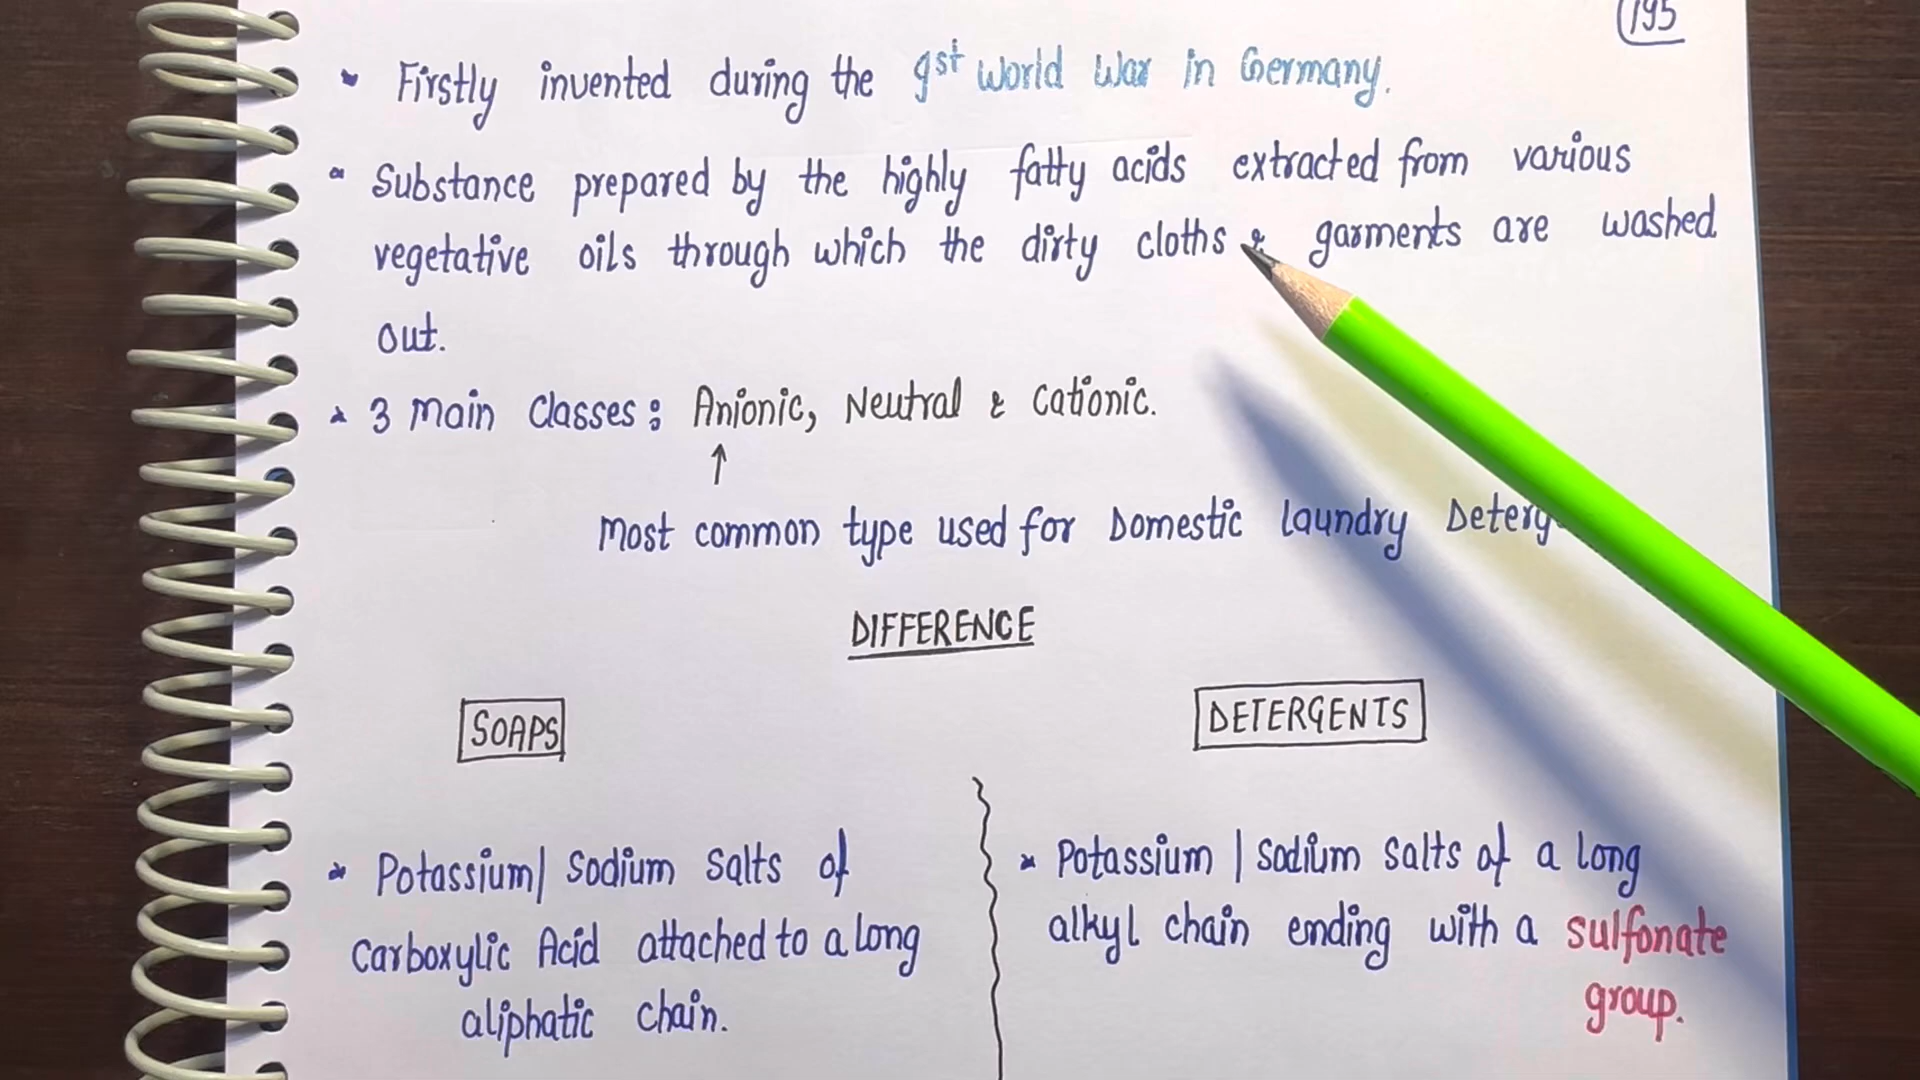 195
Firstly invented during the 1st World War in Germany.
Substance prepared by the highly fatty acids extracted from various
vegetative oils through which the dirty cloths & garments are washed
out.
3 Main Classes: Anionic, Neutral & Cationic.
↑
Most common type used for Domestic Laundry
DIFFERENCE
SOAPS
DETERGENTS
Potassium/ Sodium Salts of
Carboxylic Acid attached to a long
aliphatic chain.
Potassium | Sodium Salts of a long
alkyl chain ending with a sulfonate
group.